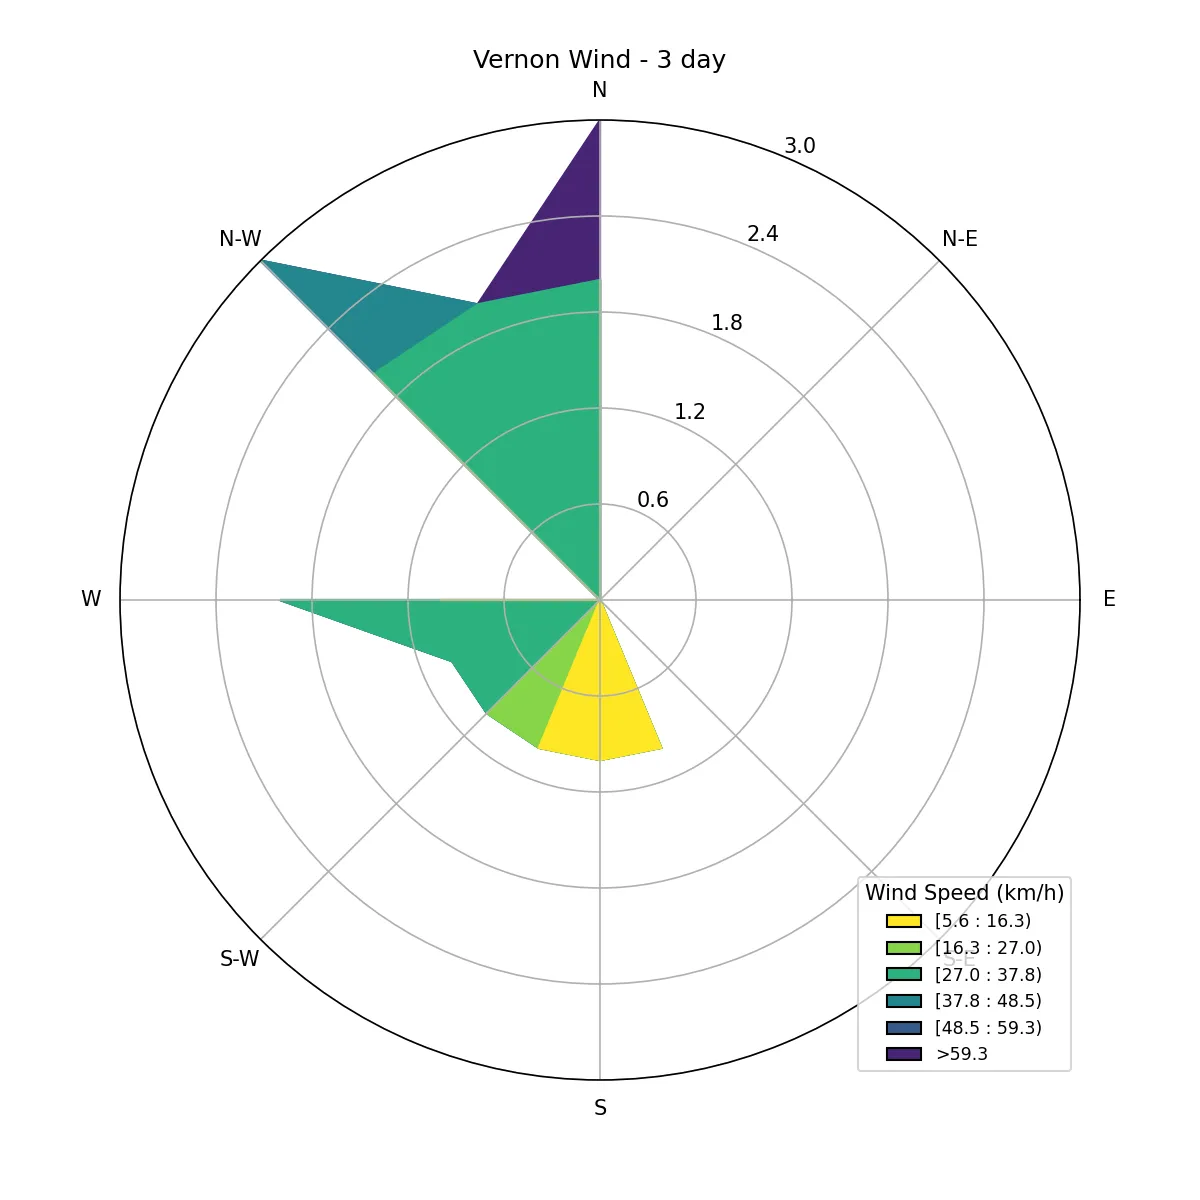 Vernon Wind - 3 day
N
3.0
N-W
N-E
2.4
1.8
1.2
0.6
W
E
Wind Speed (km/h)
[5.6 : 16.3)
[16.3 : 27.0)
S-W
S-E
[27.0 : 37.8)
[37.8 : 48.5)
[48.5 : 59.3)
>59.3
S